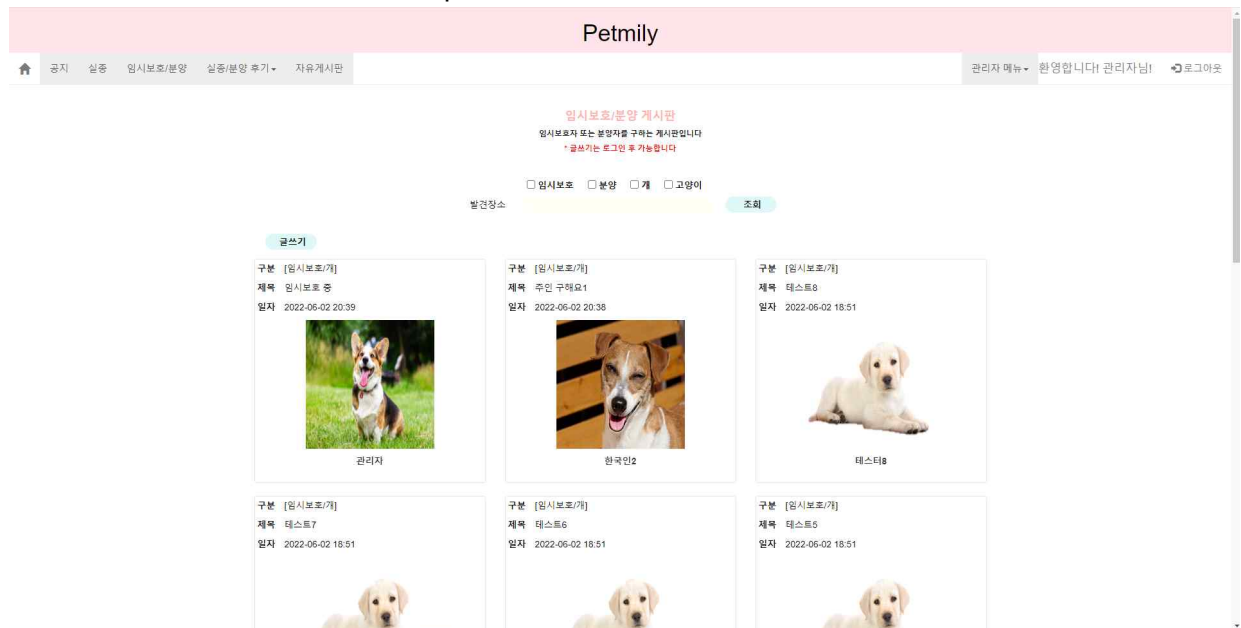 Petmily
공지 실종 임시보호/분양 실종/분양 후기 자유게시판 관리자 메뉴 환영합니다! 관리자님! 로그아웃
임시보호/분양 게시판
임시보호자 또는 분양자를 구하는 게시판입니다
* 글쓰기는 로그인 후 가능합니다
임시보호 분양 개 고양이
발견장소 조회
글쓰기
구분 [임시보호/개] 구분 [임시보호/개] 구분 [임시보호/개]
제목 임시보호 중 제목 주인 구해요1 제목 테스트8
일자 2022-06-02 20:39 일자 2022-06-02 20:38 일자 2022-06-02 18:51
관리자 한국인2 테스터8
구분 [임시보호/개] 구분 [임시보호/개] 구분 [임시보호/개]
제목 테스트7 제목 테스트6 제목 테스트5
일자 2022-06-02 18:51 일자 2022-06-02 18:51 일자 2022-06-02 18:51